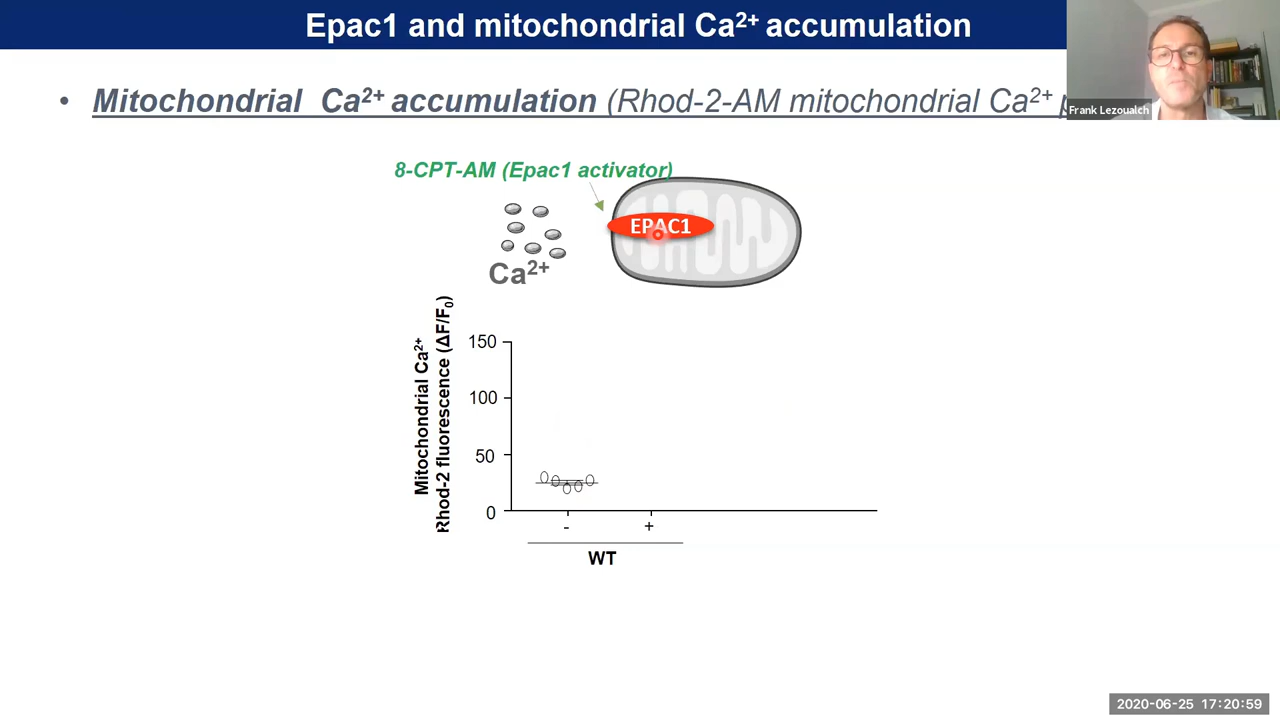 Epac1 and mitochondrial Ca²⁺ accumulation
• Mitochondrial Ca²⁺ accumulation (Rhod-2-AM mitochondrial Ca²⁺
Frank Lezoualch
8-CPT-AM (Epac1 activator)
EPAC1
Ca²⁺
Mitochondrial Ca²⁺
Rhod-2 fluorescence (ΔF/F₀)
150
100
50
0
- +
WT
2020-06-25 17:20:59